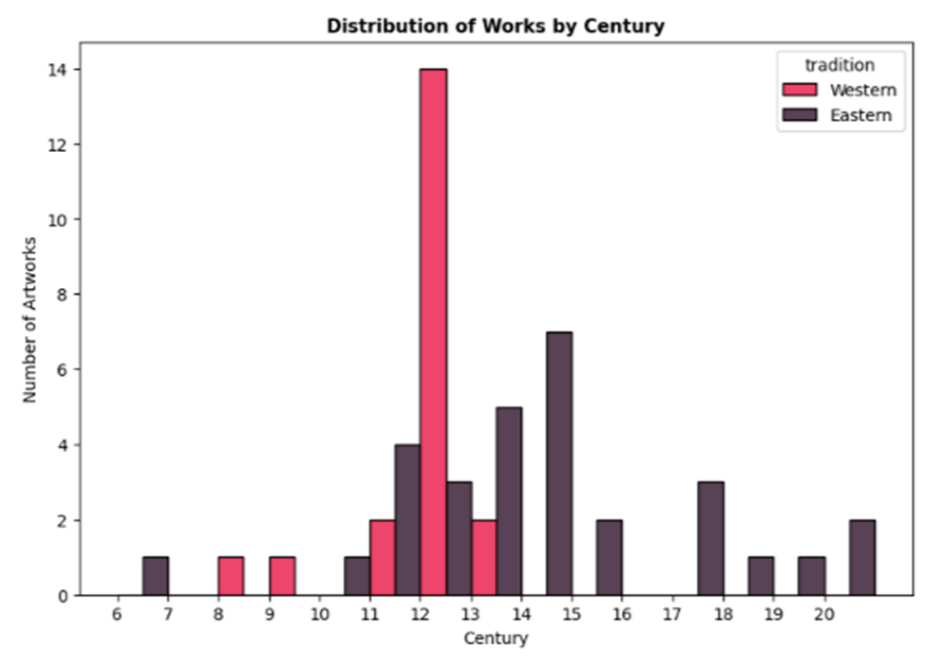 Distribution of Works by Century
tradition
Western
Eastern
14
12
10
8
6
4
2
0
Number of Artworks
6 7 8 9 10 11 12 13 14 15 16 17 18 19 20
Century